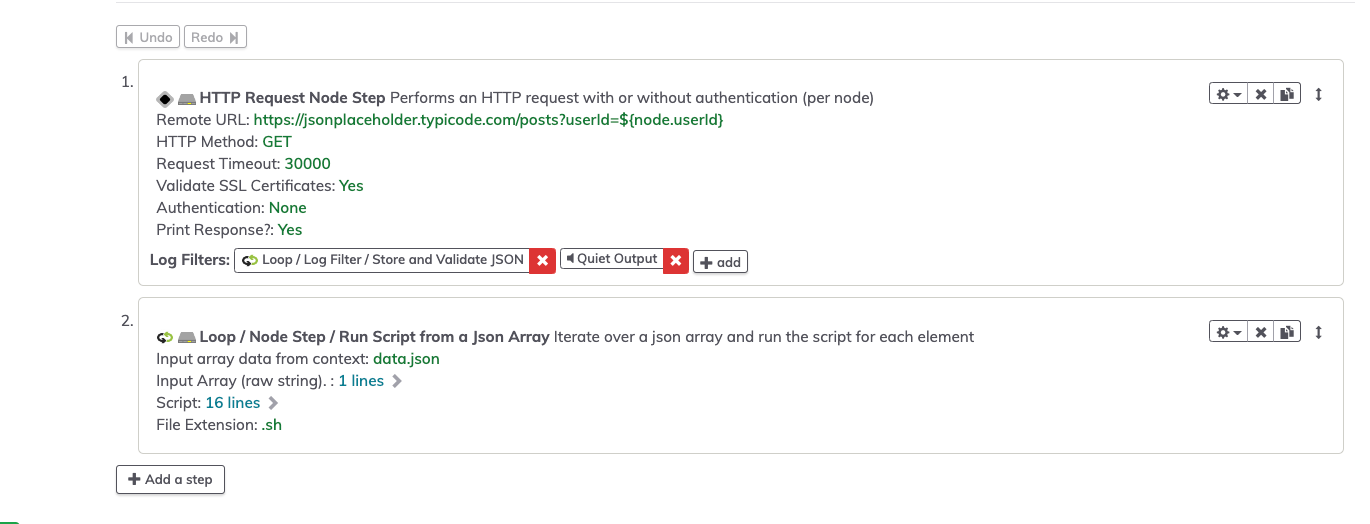 Undo Redo
1.
HTTP Request Node Step Performs an HTTP request with or without authentication (per node)
Remote URL: https://jsonplaceholder.typicode.com/posts?userId=${node.userId}
HTTP Method: GET
Request Timeout: 30000
Validate SSL Certificates: Yes
Authentication: None
Print Response?: Yes
Log Filters: Loop / Log Filter / Store and Validate JSON Quiet Output add
2.
Loop / Node Step / Run Script from a Json Array Iterate over a json array and run the script for each element
Input array data from context: data.json
Input Array (raw string). : 1 lines
Script: 16 lines
File Extension: .sh
Add a step